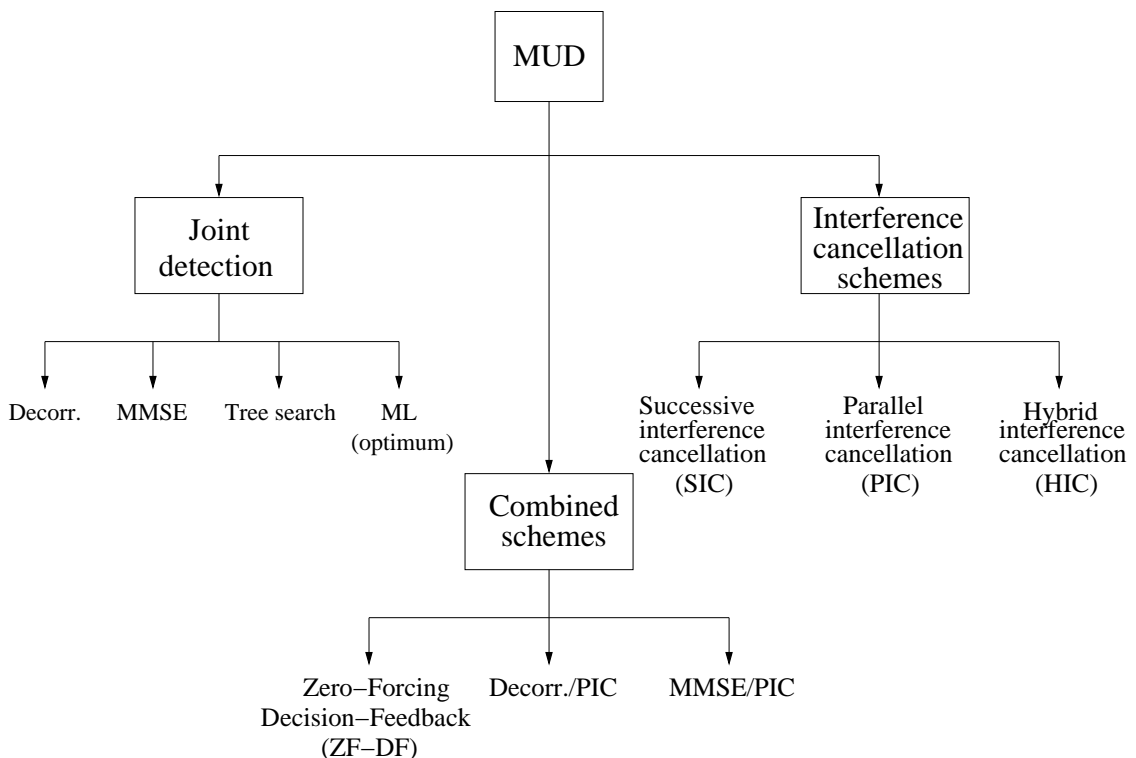 MUD
Joint
detection
Interference
cancellation
schemes
Decorr.
MMSE
Tree search
ML
(optimum)
Successive
interference
cancellation
(SIC)
Parallel
interference
cancellation
(PIC)
Hybrid
interference
cancellation
(HIC)
Combined
schemes
Zero−Forcing
Decision−Feedback
(ZF−DF)
Decorr./PIC
MMSE/PIC